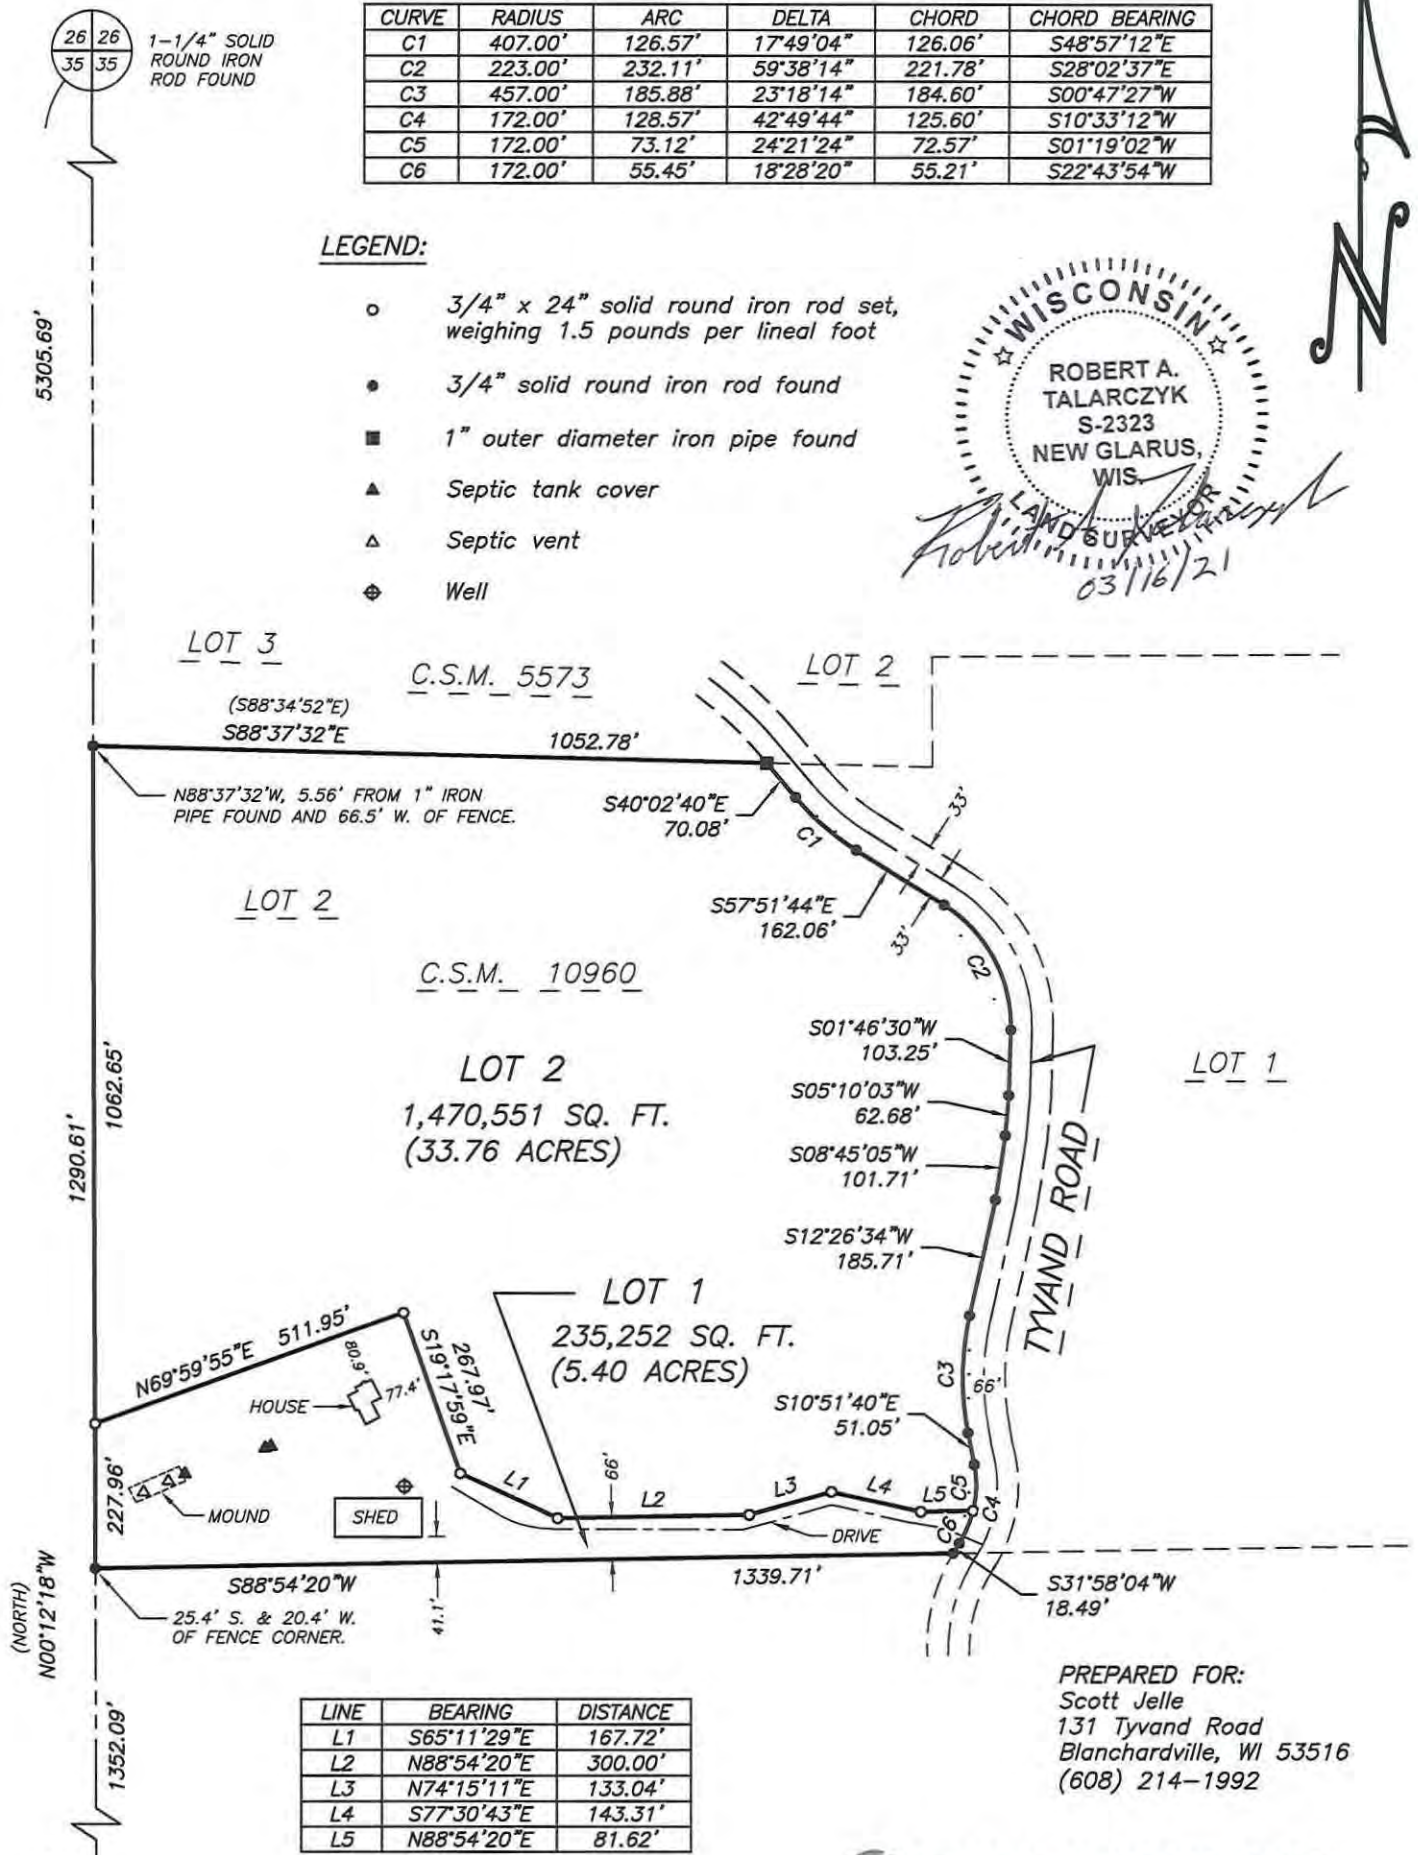 26 26
35 35
1-1/4" SOLID
ROUND IRON
ROD FOUND
CURVE RADIUS ARC DELTA CHORD CHORD BEARING
C1 407.00' 126.57' 17°49'04" 126.06' S48°57'12"E
C2 223.00' 232.11' 59°38'14" 221.78' S28°02'37"E
C3 457.00' 185.88' 23°18'14" 184.60' S00°47'27"W
C4 172.00' 128.57' 42°49'44" 125.60' S10°33'12"W
C5 172.00' 73.12' 24°21'24" 72.57' S01°19'02"W
C6 172.00' 55.45' 18°28'20" 55.21' S22°43'54"W
N
LEGEND:
3/4" x 24" solid round iron rod set,
weighing 1.5 pounds per lineal foot
3/4" solid round iron rod found
1" outer diameter iron pipe found
Septic tank cover
Septic vent
Well
WISCONSIN
ROBERT A.
TALARCZYK
S-2323
NEW GLARUS,
WIS.
LAND SURVEYOR
Robert A. Talarczyk
03/16/21
5305.69'
LOT 3
C.S.M. 5573
LOT 2
(S88°34'52"E)
S88°37'32"E
1052.78'
N88°37'32"W, 5.56' FROM 1" IRON
PIPE FOUND AND 66.5' W. OF FENCE.
S40°02'40"E
70.08'
C1
33'
LOT 2
S57°51'44"E
162.06'
33'
C2
C.S.M. 10960
S01°46'30"W
103.25'
LOT 1
LOT 2
1,470,551 SQ. FT.
(33.76 ACRES)
1062.65'
1290.61'
S05°10'03"W
62.68'
S08°45'05"W
101.71'
TYVAND ROAD
S12°26'34"W
185.71'
LOT 1
235,252 SQ. FT.
(5.40 ACRES)
N69°59'55"E 511.95'
80.9'
77.4'
HOUSE
267.97'
S19°17'59"E
C3
66'
S10°51'40"E
51.05'
227.96'
MOUND
SHED
L1
L2
66'
L3
L4
L5
C5
C4
C6
DRIVE
S88°54'20"W
1339.71'
41.1'
S31°58'04"W
18.49'
25.4' S. & 20.4' W.
OF FENCE CORNER.
(NORTH)
N00°12'18"W
1352.09'
PREPARED FOR:
Scott Jelle
131 Tyvand Road
Blanchardville, WI 53516
(608) 214-1992
LINE BEARING DISTANCE
L1 S65°11'29"E 167.72'
L2 N88°54'20"E 300.00'
L3 N74°15'11"E 133.04'
L4 S77°30'43"E 143.31'
L5 N88°54'20"E 81.62'